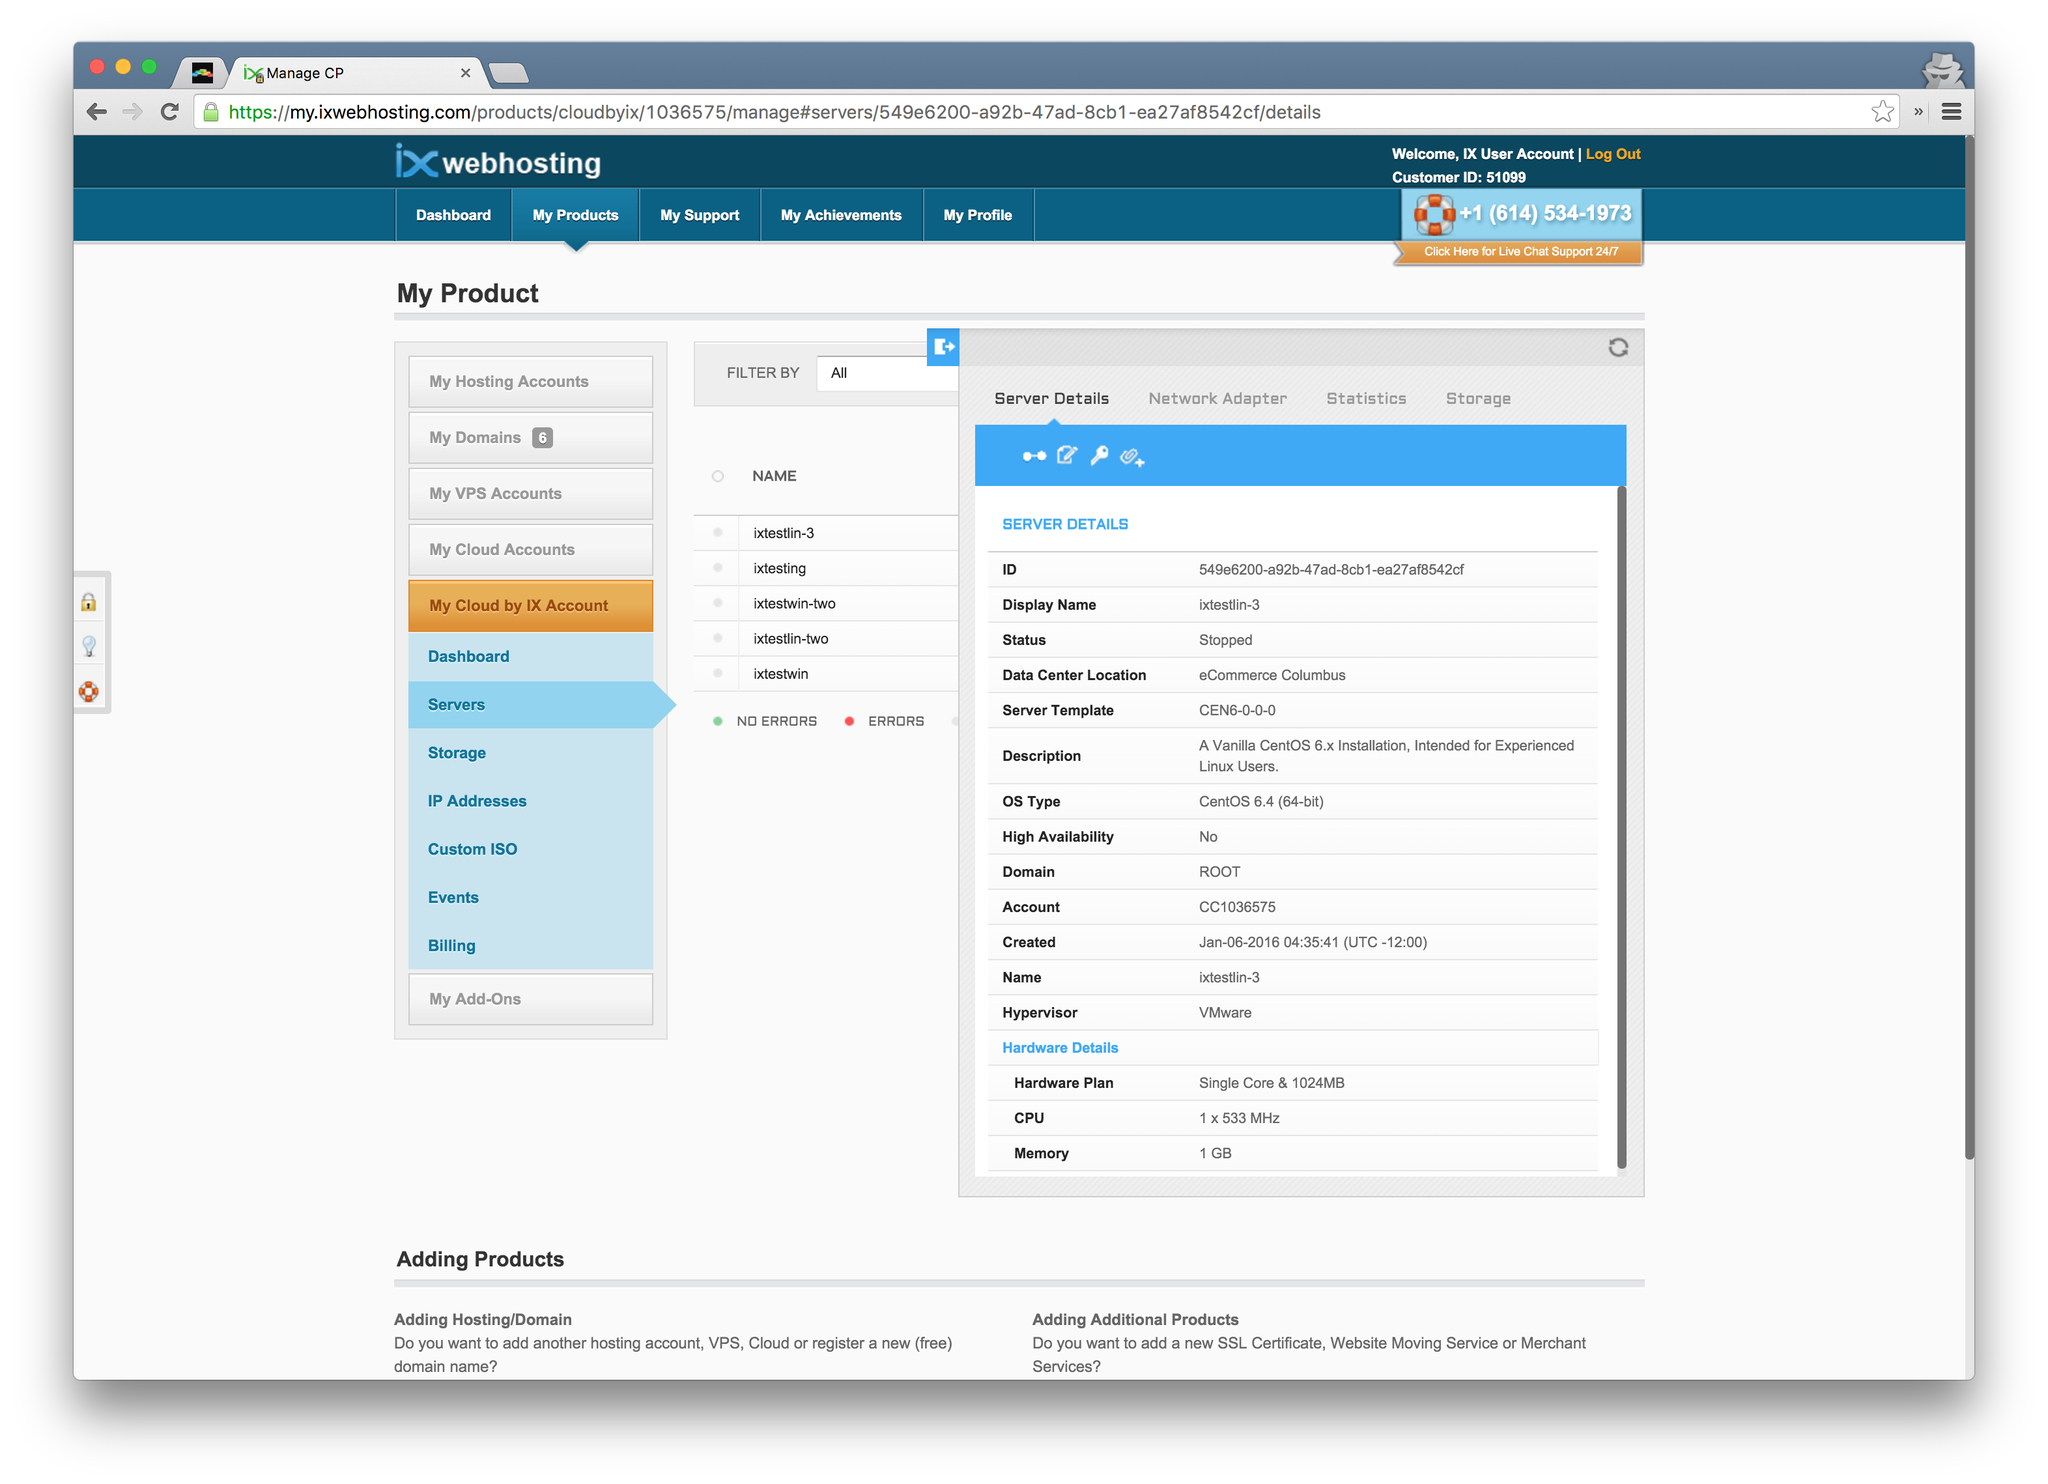 Manage CP
https://my.ixwebhosting.com/products/cloudbyix/1036575/manage#servers/549e6200-a92b-47ad-8cb1-ea27af8542cf/details
ix webhosting
Welcome, IX User Account | Log Out
Customer ID: 51099
Dashboard
My Products
My Support
My Achievements
My Profile
+1 (614) 534-1973
Click Here for Live Chat Support 24/7
My Product
My Hosting Accounts
My Domains 6
My VPS Accounts
My Cloud Accounts
My Cloud by IX Account
Dashboard
Servers
Storage
IP Addresses
Custom ISO
Events
Billing
My Add-Ons
FILTER BY All
NAME
ixtestlin-3
ixtesting
ixtestwin-two
ixtestlin-two
ixtestwin
NO ERRORS ERRORS
Server Details
Network Adapter
Statistics
Storage
SERVER DETAILS
ID 549e6200-a92b-47ad-8cb1-ea27af8542cf
Display Name ixtestlin-3
Status Stopped
Data Center Location eCommerce Columbus
Server Template CEN6-0-0-0
Description A Vanilla CentOS 6.x Installation, Intended for Experienced
Linux Users.
OS Type CentOS 6.4 (64-bit)
High Availability No
Domain ROOT
Account CC1036575
Created Jan-06-2016 04:35:41 (UTC -12:00)
Name ixtestlin-3
Hypervisor VMware
Hardware Details
Hardware Plan Single Core & 1024MB
CPU 1 x 533 MHz
Memory 1 GB
Adding Products
Adding Hosting/Domain
Do you want to add another hosting account, VPS, Cloud or register a new (free)
domain name?
Adding Additional Products
Do you want to add a new SSL Certificate, Website Moving Service or Merchant
Services?